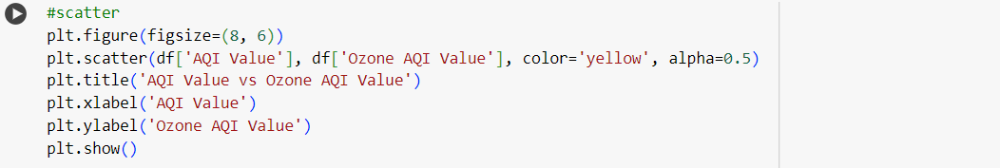 #scatter
plt.figure(figsize=(8, 6))
plt.scatter(df['AQI Value'], df['Ozone AQI Value'], color='yellow', alpha=0.5)
plt.title('AQI Value vs Ozone AQI Value')
plt.xlabel('AQI Value')
plt.ylabel('Ozone AQI Value')
plt.show()